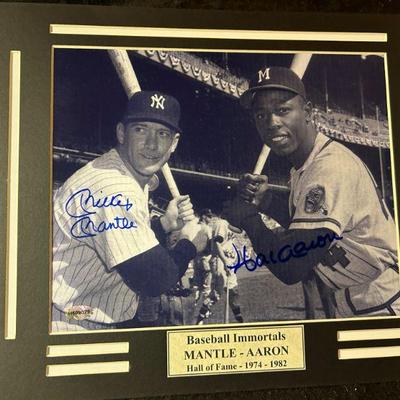 NY
M
Mickey
Mantle
Hank Aaron
Baseball Immortals
MANTLE - AARON
Hall of Fame - 1974 - 1982